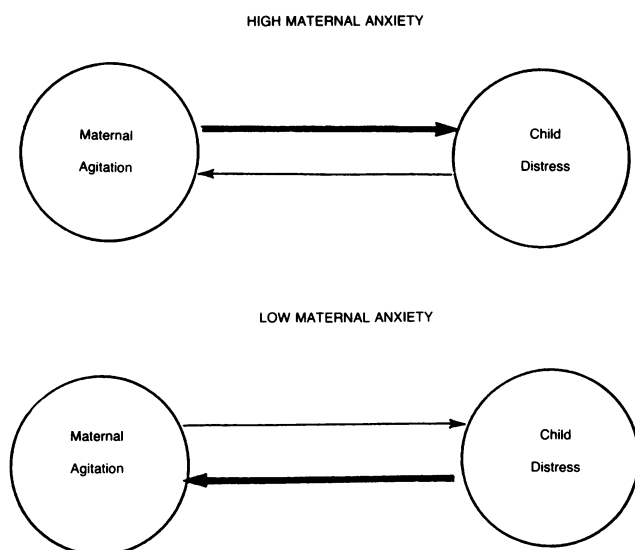 HIGH MATERNAL ANXIETY
Maternal
Agitation
Child
Distress
LOW MATERNAL ANXIETY
Maternal
Agitation
Child
Distress